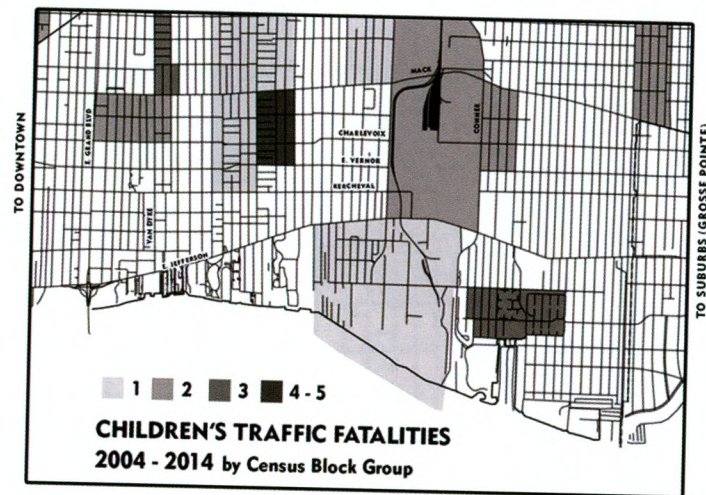 MACK
TO DOWNTOWN
E. GRAND BLVD
CONNER
CHARLEVOIX
E. VERNOR
KERCHEVAL
VAN DYKE
E. JEFFERSON
TO SUBURBS (GROSSE POINTE)
1 2 3 4 - 5
CHILDREN'S TRAFFIC FATALITIES
2004 - 2014 by Census Block Group